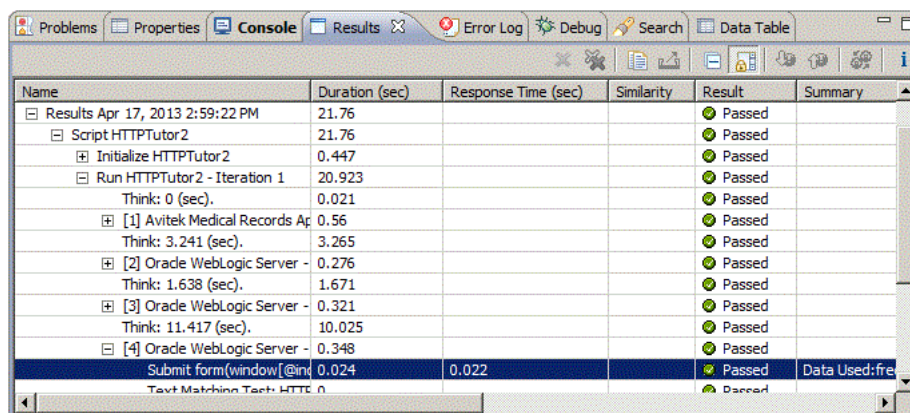 Problems Properties Console Results Error Log Debug Search Data Table
Name Duration (sec) Response Time (sec) Similarity Result Summary
Results Apr 17, 2013 2:59:22 PM 21.76 Passed
Script HTTPTutor2 21.76 Passed
Initialize HTTPTutor2 0.447 Passed
Run HTTPTutor2 - Iteration 1 20.923 Passed
Think: 0 (sec). 0.021 Passed
[1] Avitek Medical Records Ap 0.56 Passed
Think: 3.241 (sec). 3.265 Passed
[2] Oracle WebLogic Server - 0.276 Passed
Think: 1.638 (sec). 1.671 Passed
[3] Oracle WebLogic Server - 0.321 Passed
Think: 11.417 (sec). 10.025 Passed
[4] Oracle WebLogic Server - 0.348 Passed
Submit form(window[@ind 0.024 0.022 Passed Data Used:fre
Text Matching Test: HTTP 0 Passed